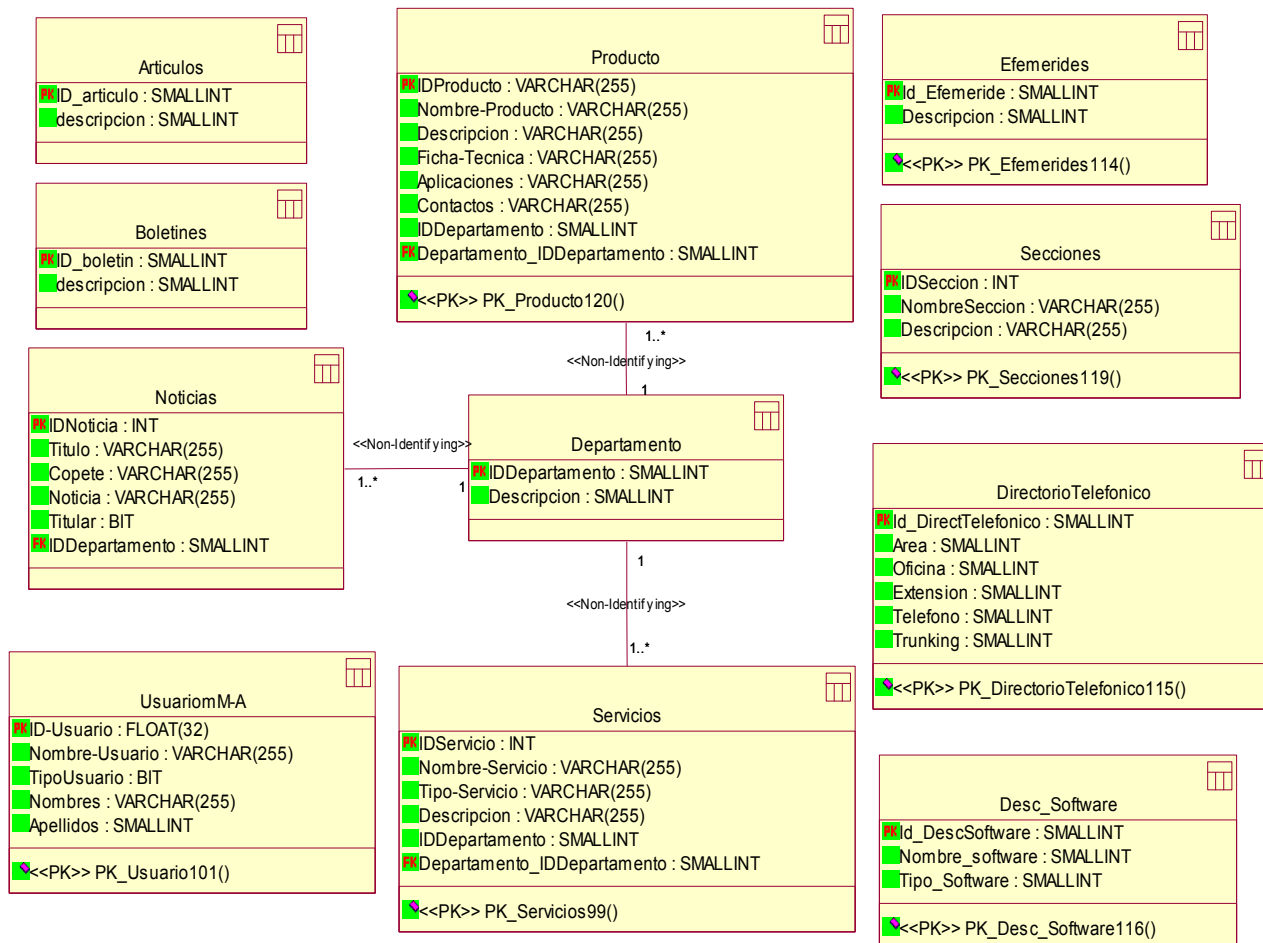 Articulos
PK ID_articulo : SMALLINT
descripcion : SMALLINT
Boletines
PK ID_boletin : SMALLINT
descripcion : SMALLINT
Producto
PK IDProducto : VARCHAR(255)
Nombre-Producto : VARCHAR(255)
Descripcion : VARCHAR(255)
Ficha-Tecnica : VARCHAR(255)
Aplicaciones : VARCHAR(255)
Contactos : VARCHAR(255)
IDDepartamento : SMALLINT
FK Departamento_IDDepartamento : SMALLINT
<<PK>> PK_Producto120()
Efemerides
PK Id_Efemeride : SMALLINT
Descripcion : SMALLINT
<<PK>> PK_Efemerides114()
Secciones
PK IDSeccion : INT
NombreSeccion : VARCHAR(255)
Descripcion : VARCHAR(255)
<<PK>> PK_Secciones119()
1..*
<<Non-Identifying>>
1
Noticias
PK IDNoticia : INT
Titulo : VARCHAR(255)
Copete : VARCHAR(255)
Noticia : VARCHAR(255)
Titular : BIT
FK IDDepartamento : SMALLINT
<<Non-Identifying>>
1..*
1
Departamento
PK IDDepartamento : SMALLINT
Descripcion : SMALLINT
1
<<Non-Identifying>>
1..*
DirectorioTelefonico
PK Id_DirectTelefonico : SMALLINT
Area : SMALLINT
Oficina : SMALLINT
Extension : SMALLINT
Telefono : SMALLINT
Trunking : SMALLINT
<<PK>> PK_DirectorioTelefonico115()
UsuariomM-A
PK ID-Usuario : FLOAT(32)
Nombre-Usuario : VARCHAR(255)
TipoUsuario : BIT
Nombres : VARCHAR(255)
Apellidos : SMALLINT
<<PK>> PK_Usuario101()
Servicios
PK IDServicio : INT
Nombre-Servicio : VARCHAR(255)
Tipo-Servicio : VARCHAR(255)
Descripcion : VARCHAR(255)
IDDepartamento : SMALLINT
FK Departamento_IDDepartamento : SMALLINT
<<PK>> PK_Servicios99()
Desc_Software
PK Id_DescSoftware : SMALLINT
Nombre_software : SMALLINT
Tipo_Software : SMALLINT
<<PK>> PK_Desc_Software116()